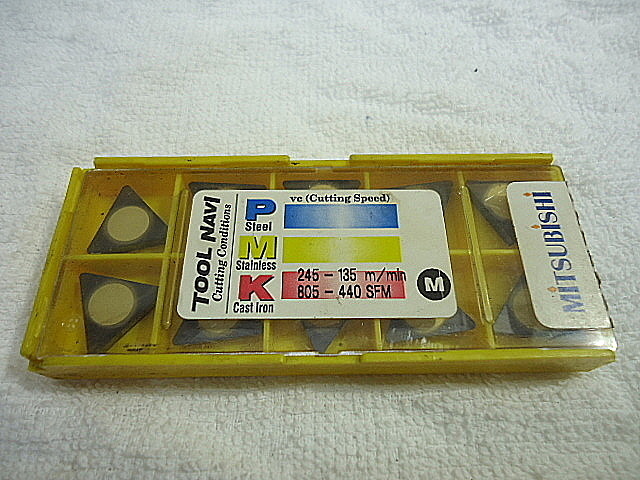 TOOL NAVI
Cutting Conditions
vc (Cutting Speed)
P
Steel
M
Stainless
K
Cast Iron
245 - 135 m/min
805 - 440 SFM
M
MITSUBISHI